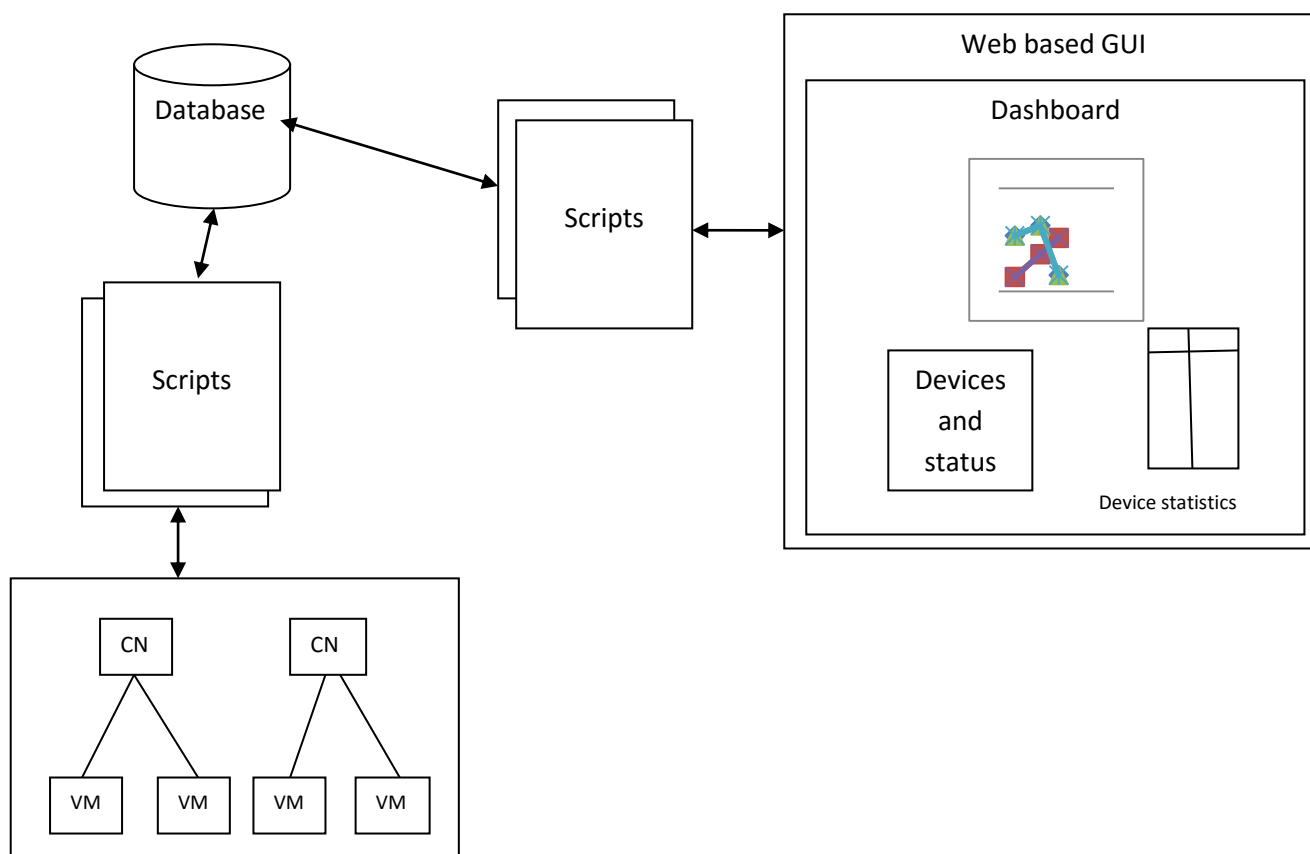 Web based GUI
Database
Dashboard
Scripts
Scripts
Devices
and
status
Device statistics
CN
CN
VM
VM
VM
VM